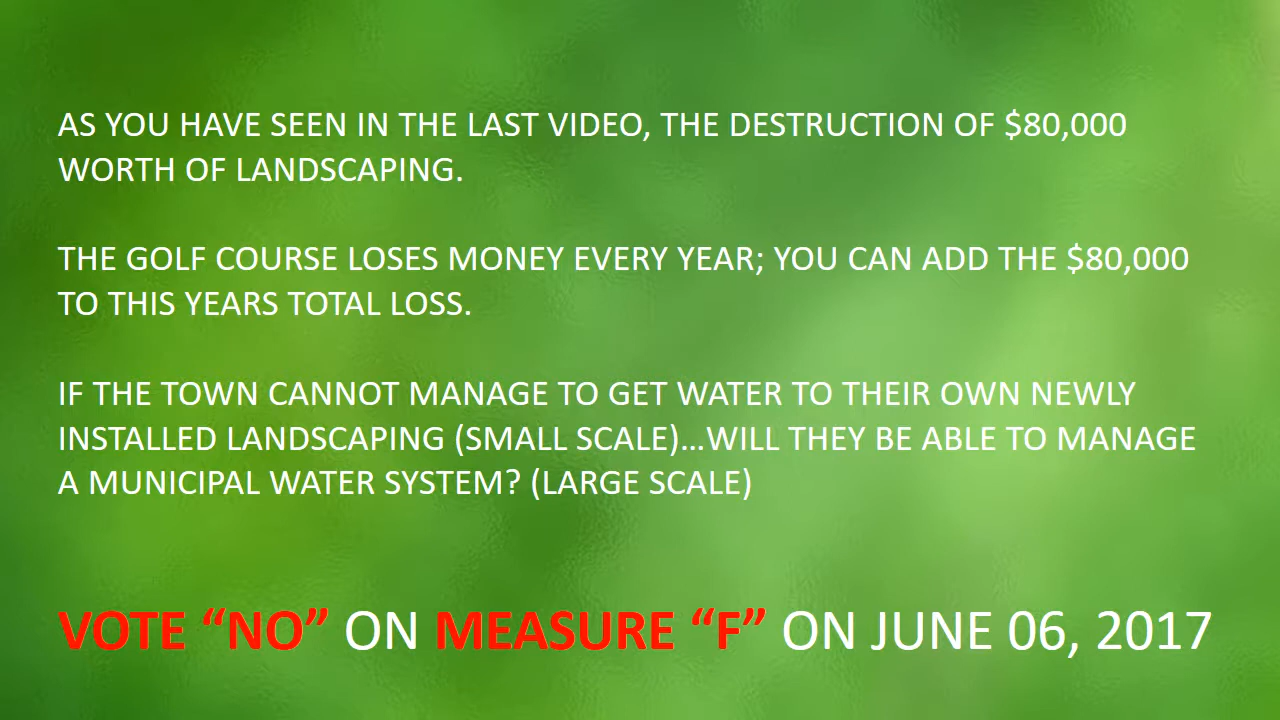 AS YOU HAVE SEEN IN THE LAST VIDEO, THE DESTRUCTION OF $80,000
WORTH OF LANDSCAPING.
THE GOLF COURSE LOSES MONEY EVERY YEAR; YOU CAN ADD THE $80,000
TO THIS YEARS TOTAL LOSS.
IF THE TOWN CANNOT MANAGE TO GET WATER TO THEIR OWN NEWLY
INSTALLED LANDSCAPING (SMALL SCALE)...WILL THEY BE ABLE TO MANAGE
A MUNICIPAL WATER SYSTEM? (LARGE SCALE)
VOTE “NO” ON MEASURE “F” ON JUNE 06, 2017